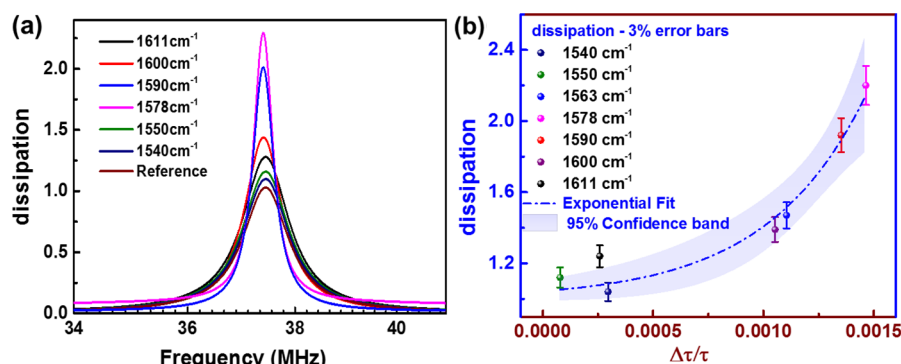 (a)
dissipation
2.0
1.5
1.0
0.5
0.0
1611cm⁻¹
1600cm⁻¹
1590cm⁻¹
1578cm⁻¹
1550cm⁻¹
1540cm⁻¹
Reference
34
36
38
40
Frequency (MHz)
(b)
dissipation
2.4
2.0
1.6
1.2
dissipation - 3% error bars
1540 cm⁻¹
1550 cm⁻¹
1563 cm⁻¹
1578 cm⁻¹
1590 cm⁻¹
1600 cm⁻¹
1611 cm⁻¹
Exponential Fit
95% Confidence band
0.0000
0.0005
0.0010
0.0015
Δτ/τ